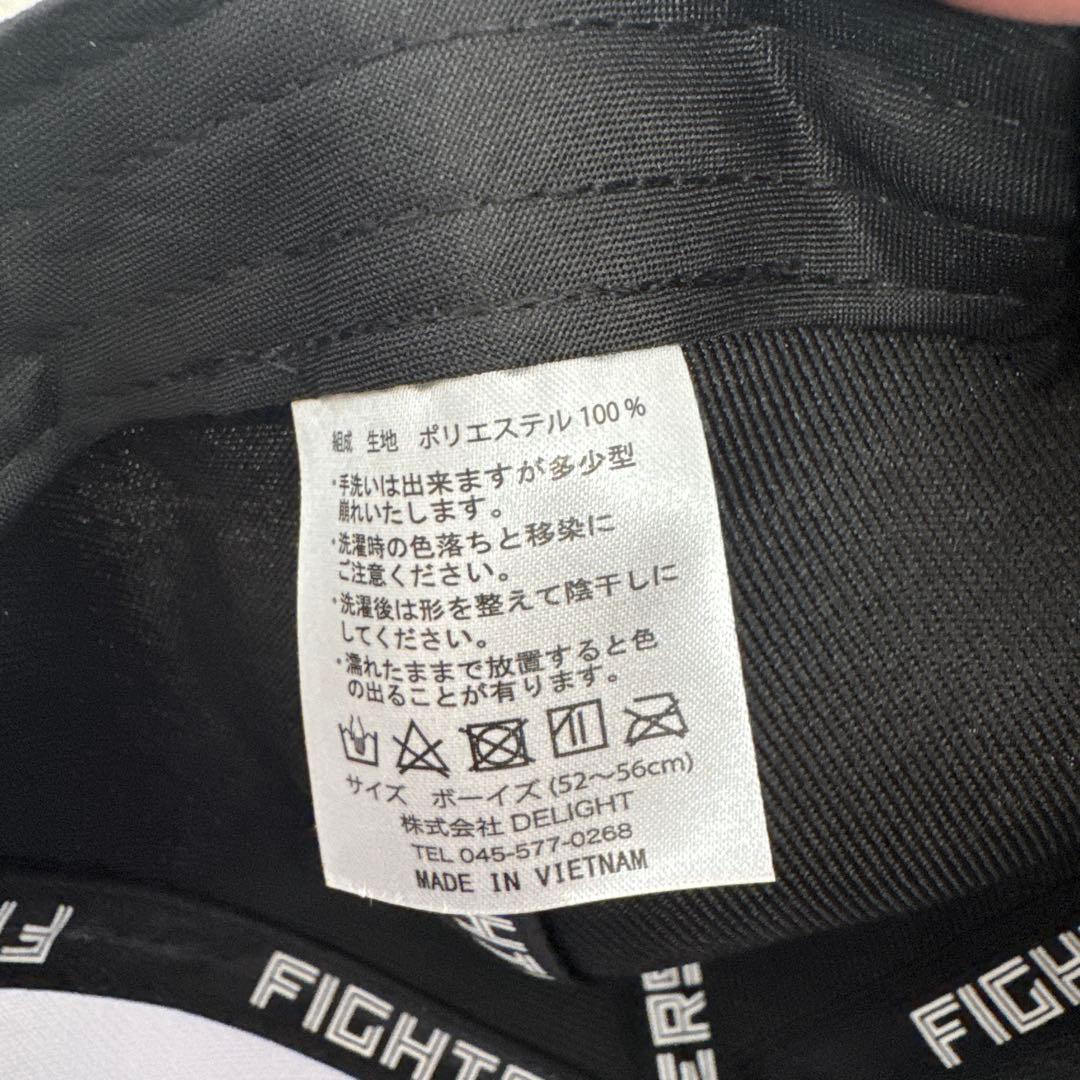 組成 生地 ポリエステル 100%
・手洗いは出来ますが多少型
崩れいたします。
・洗濯時の色落ちと移染に
ご注意ください。
・洗濯後は形を整えて陰干しに
してください。
・濡れたままで放置すると色
の出ることが有ります。
サイズ ボーイズ(52～56cm)
株式会社 DELIGHT
TEL 045-577-0268
MADE IN VIETNAM